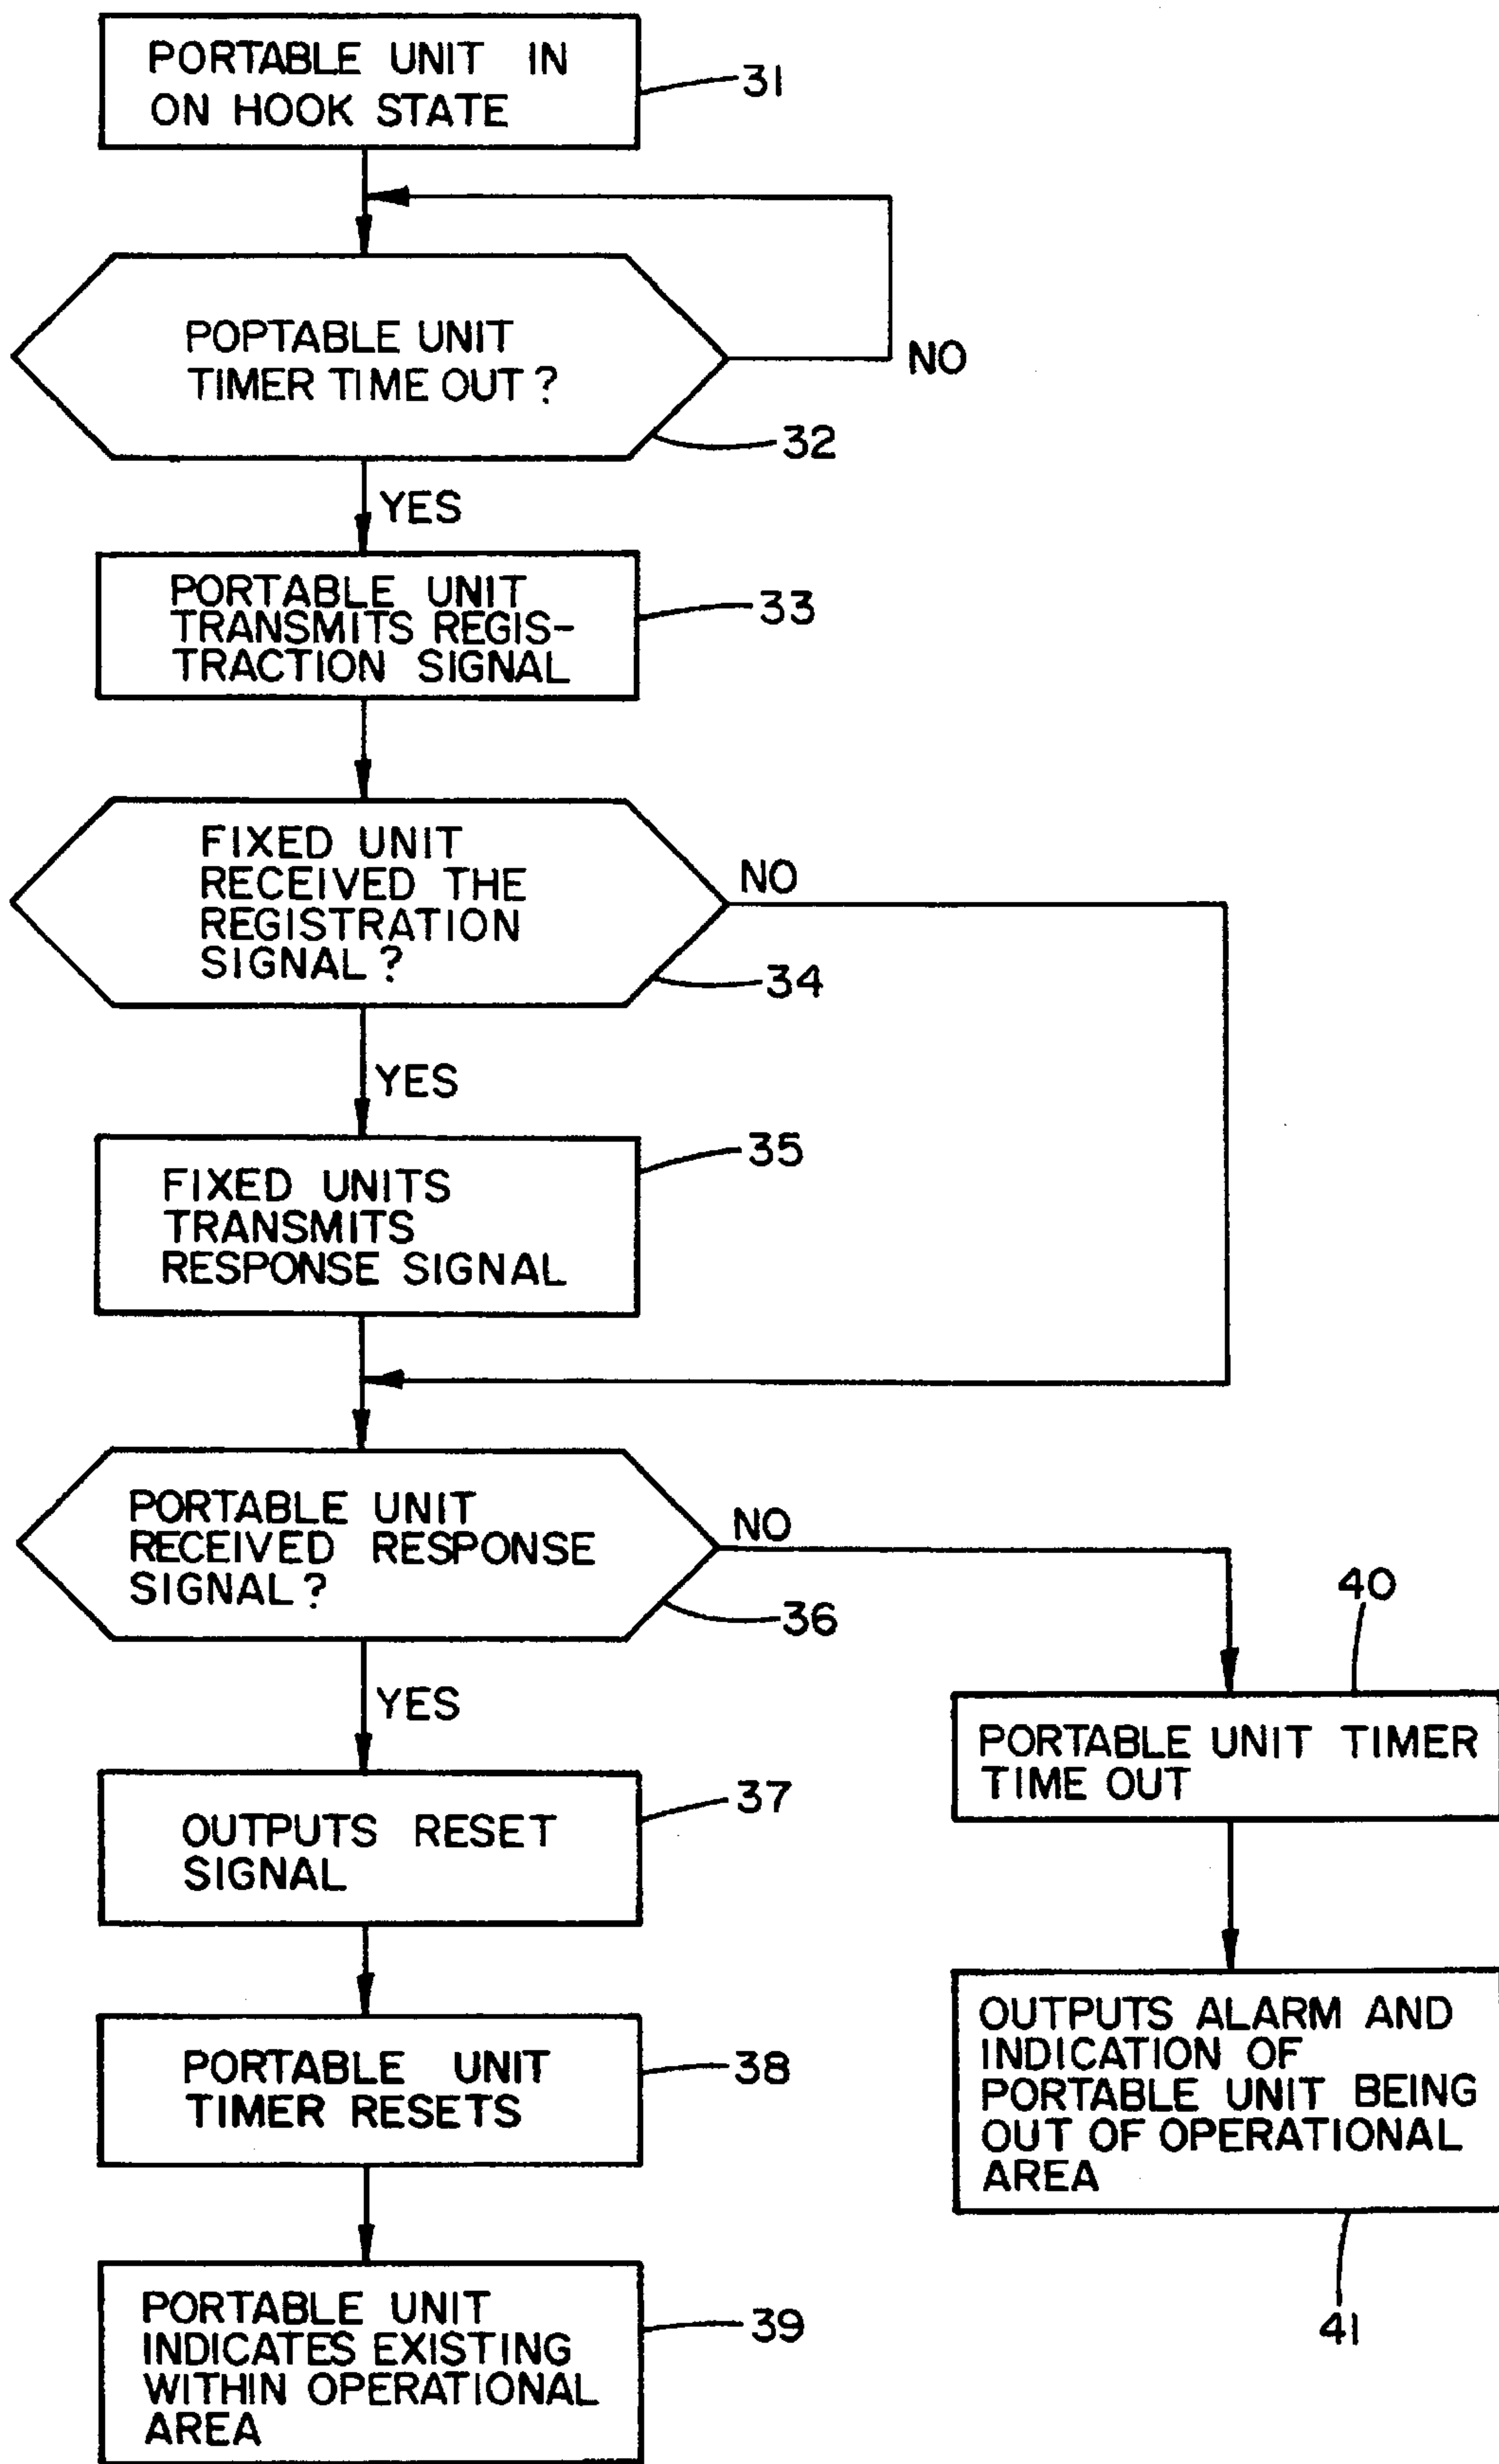 PORTABLE UNIT IN
ON HOOK STATE
31
POPTABLE UNIT
TIMER TIME OUT?
NO
32
YES
PORTABLE UNIT
TRANSMITS REGIS-
TRACTION SIGNAL
33
FIXED UNIT
RECEIVED THE
REGISTRATION
SIGNAL?
NO
34
YES
FIXED UNITS
TRANSMITS
RESPONSE SIGNAL
35
PORTABLE UNIT
RECEIVED RESPONSE
SIGNAL?
NO
36
YES
40
PORTABLE UNIT TIMER
TIME OUT
OUTPUTS RESET
SIGNAL
37
PORTABLE UNIT
TIMER RESETS
38
OUTPUTS ALARM AND
INDICATION OF
PORTABLE UNIT BEING
OUT OF OPERATIONAL
AREA
41
PORTABLE UNIT
INDICATES EXISTING
WITHIN OPERATIONAL
AREA
39